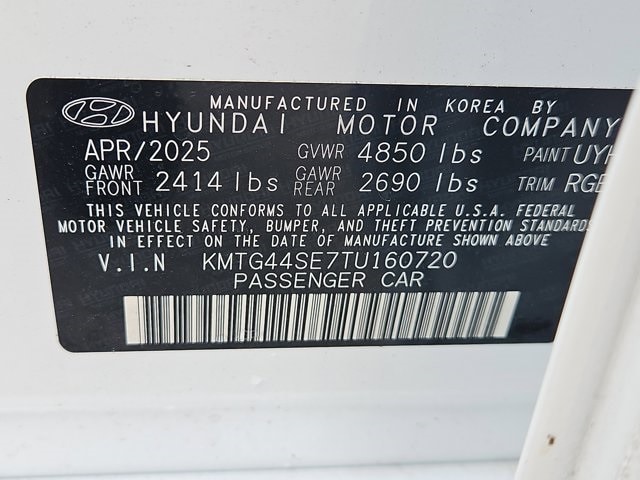 MANUFACTURED IN KOREA BY
HYUNDAI MOTOR COMPANY
APR/2025 GVWR 4850 lbs PAINT UYH
GAWR FRONT 2414 lbs GAWR REAR 2690 lbs TRIM RGE
THIS VEHICLE CONFORMS TO ALL APPLICABLE U.S.A. FEDERAL
MOTOR VEHICLE SAFETY, BUMPER, AND THEFT PREVENTION STANDARDS
IN EFFECT ON THE DATE OF MANUFACTURE SHOWN ABOVE.
V.I.N KMTG44SE7TU160720
PASSENGER CAR